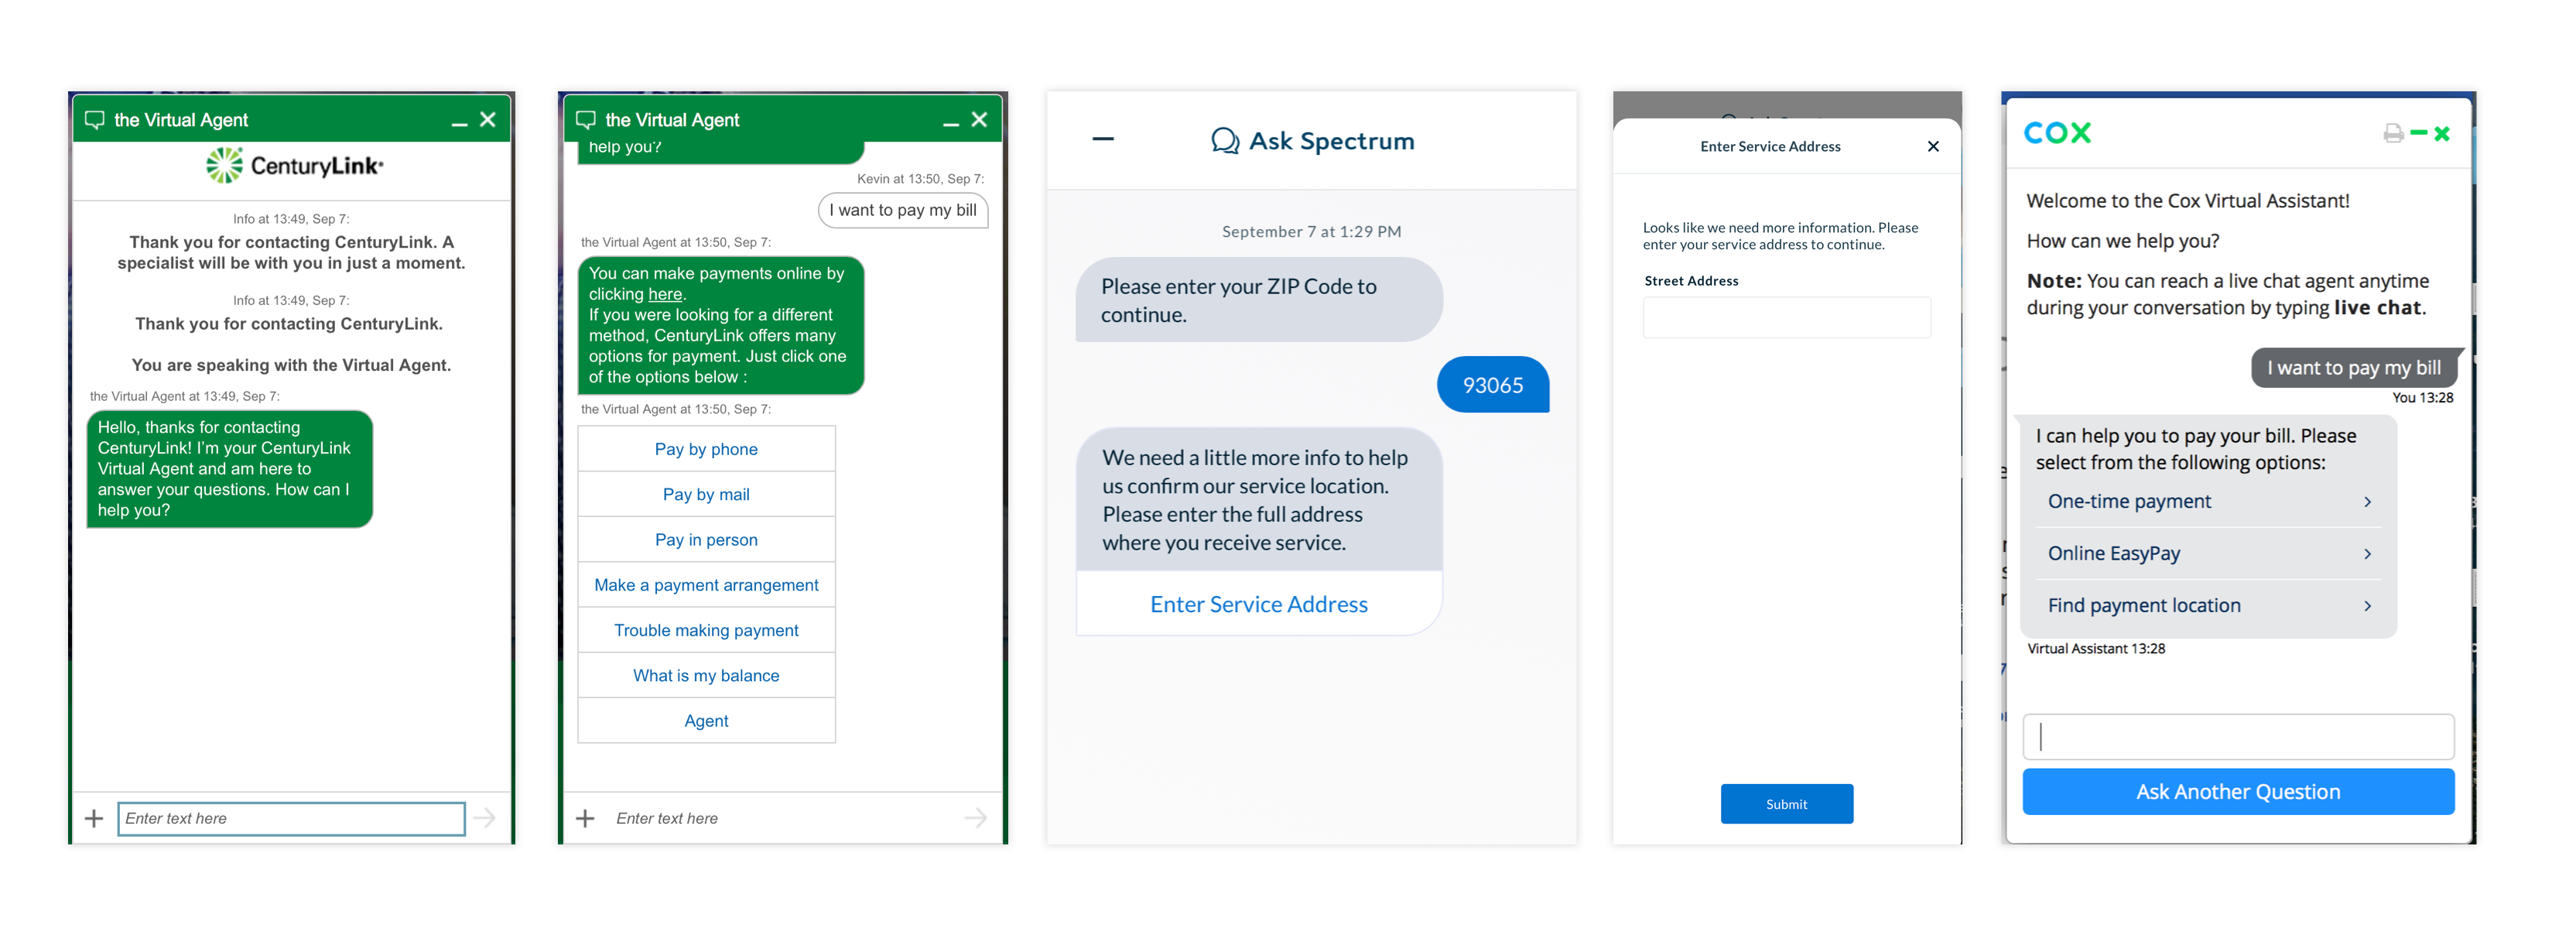 the Virtual Agent
CenturyLink
Info at 13:49, Sep 7:
Thank you for contacting CenturyLink. A
specialist will be with you in just a moment.
Info at 13:49, Sep 7:
Thank you for contacting CenturyLink.
You are speaking with the Virtual Agent.
the Virtual Agent at 13:49, Sep 7:
Hello, thanks for contacting
CenturyLink! I'm your CenturyLink
Virtual Agent and am here to
answer your questions. How can I
help you?
Enter text here
the Virtual Agent
help you?
Kevin at 13:50, Sep 7:
I want to pay my bill
the Virtual Agent at 13:50, Sep 7:
You can make payments online by
clicking here.
If you were looking for a different
method, CenturyLink offers many
options for payment. Just click one
of the options below :
the Virtual Agent at 13:50, Sep 7:
Pay by phone
Pay by mail
Pay in person
Make a payment arrangement
Trouble making payment
What is my balance
Agent
Enter text here
Ask Spectrum
September 7 at 1:29 PM
Please enter your ZIP Code to
continue.
93065
We need a little more info to help
us confirm our service location.
Please enter the full address
where you receive service.
Enter Service Address
Enter Service Address
Looks like we need more information. Please
enter your service address to continue.
Street Address
Submit
COX
Welcome to the Cox Virtual Assistant!
How can we help you?
Note: You can reach a live chat agent anytime
during your conversation by typing live chat.
I want to pay my bill
You 13:28
I can help you to pay your bill. Please
select from the following options:
One-time payment
Online EasyPay
Find payment location
Virtual Assistant 13:28
Ask Another Question